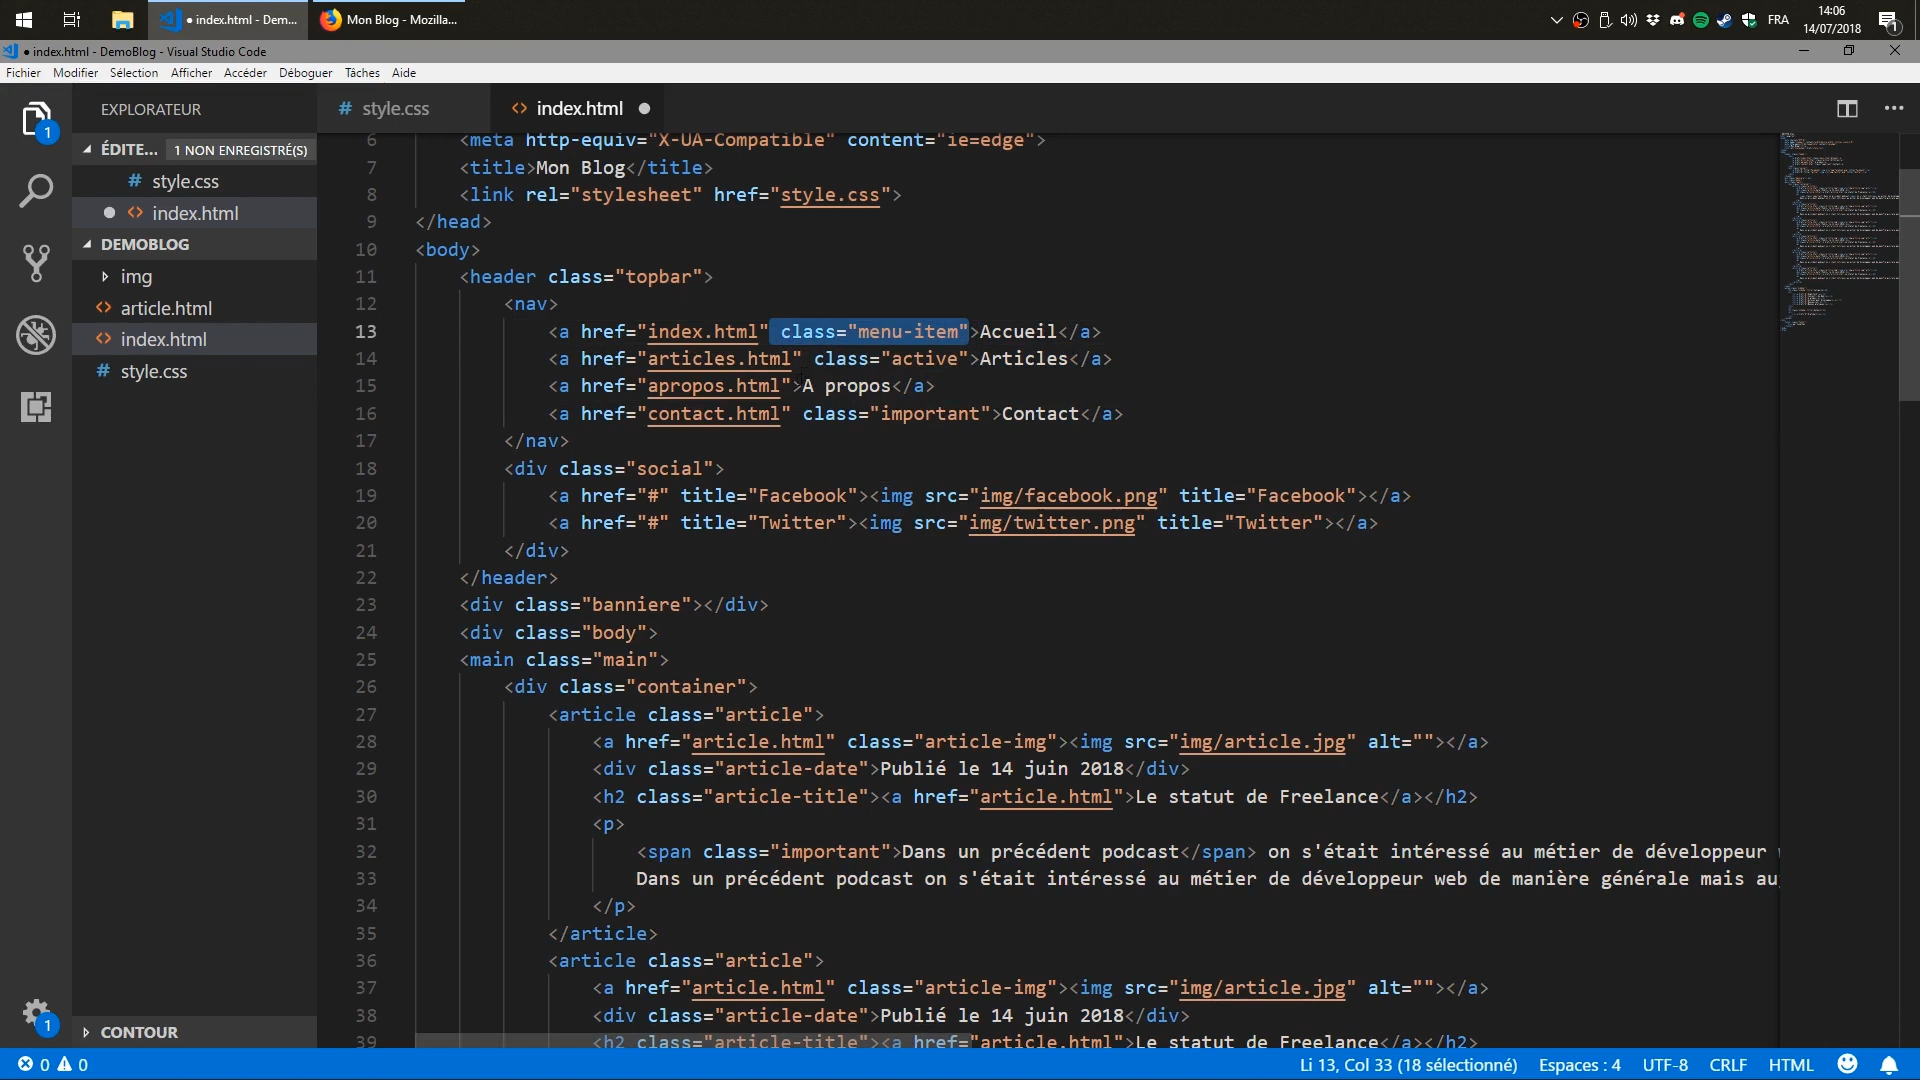 ● index.html - Dem...
Mon Blog - Mozilla...
FRA
14:06
14/07/2018
1
● index.html - DemoBlog - Visual Studio Code
Fichier Modifier Sélection Afficher Accéder Déboguer Tâches Aide
EXPLORATEUR
# style.css
<> index.html ●
1
ÉDITE... 1 NON ENREGISTRÉ(S)
# style.css
● <> index.html
DEMOBLOG
img
<> article.html
<> index.html
# style.css
6 <meta http-equiv="X-UA-Compatible" content="ie=edge">
7 <title>Mon Blog</title>
8 <link rel="stylesheet" href="style.css">
9 </head>
10 <body>
11 <header class="topbar">
12 <nav>
13 <a href="index.html" class="menu-item">Accueil</a>
14 <a href="articles.html" class="active">Articles</a>
15 <a href="apropos.html">A propos</a>
16 <a href="contact.html" class="important">Contact</a>
17 </nav>
18 <div class="social">
19 <a href="#" title="Facebook"><img src="img/facebook.png" title="Facebook"></a>
20 <a href="#" title="Twitter"><img src="img/twitter.png" title="Twitter"></a>
21 </div>
22 </header>
23 <div class="banniere"></div>
24 <div class="body">
25 <main class="main">
26 <div class="container">
27 <article class="article">
28 <a href="article.html" class="article-img"><img src="img/article.jpg" alt=""></a>
29 <div class="article-date">Publié le 14 juin 2018</div>
30 <h2 class="article-title"><a href="article.html">Le statut de Freelance</a></h2>
31 <p>
32 <span class="important">Dans un précédent podcast</span> on s'était intéressé au métier de développeur
33 Dans un précédent podcast on s'était intéressé au métier de développeur web de manière générale mais au
34 </p>
35 </article>
36 <article class="article">
37 <a href="article.html" class="article-img"><img src="img/article.jpg" alt=""></a>
38 <div class="article-date">Publié le 14 juin 2018</div>
39 <h2 class="article-title"><a href="article.html">Le statut de Freelance</a></h2>
1
CONTOUR
0 0
Li 13, Col 33 (18 sélectionné) Espaces : 4 UTF-8 CRLF HTML